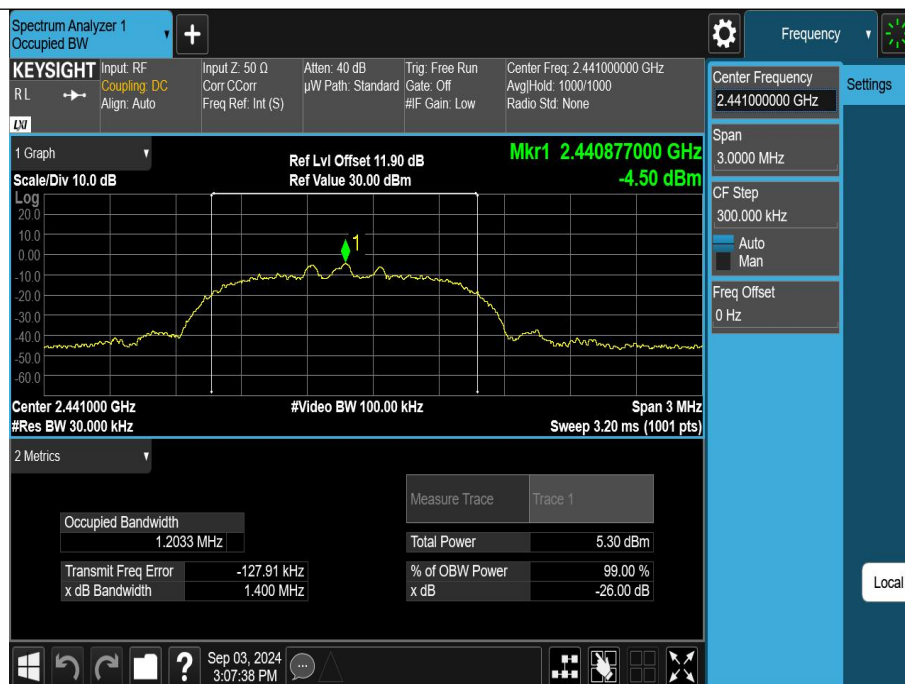 Spectrum Analyzer 1
Occupied BW
Frequency
KEYSIGHT
RL
LXI
Input: RF
Coupling: DC
Align: Auto
Input Z: 50 Ω
Corr CCorr
Freq Ref: Int (S)
Atten: 40 dB
µW Path: Standard
Trig: Free Run
Gate: Off
#IF Gain: Low
Center Freq: 2.441000000 GHz
Avg|Hold: 1000/1000
Radio Std: None
Center Frequency
2.441000000 GHz
Settings
Span
3.0000 MHz
CF Step
300.000 kHz
Auto
Man
Freq Offset
0 Hz
Local
1 Graph
Scale/Div 10.0 dB
Ref Lvl Offset 11.90 dB
Ref Value 30.00 dBm
Mkr1 2.440877000 GHz
-4.50 dBm
Log
20.0
10.0
0.00
-10.0
-20.0
-30.0
-40.0
-50.0
-60.0
1
Center 2.441000 GHz
#Res BW 30.000 kHz
#Video BW 100.00 kHz
Span 3 MHz
Sweep 3.20 ms (1001 pts)
2 Metrics
Measure Trace Trace 1
Occupied Bandwidth
1.2033 MHz
Total Power 5.30 dBm
Transmit Freq Error -127.91 kHz
% of OBW Power 99.00 %
x dB Bandwidth 1.400 MHz
x dB -26.00 dB
Sep 03, 2024
3:07:38 PM